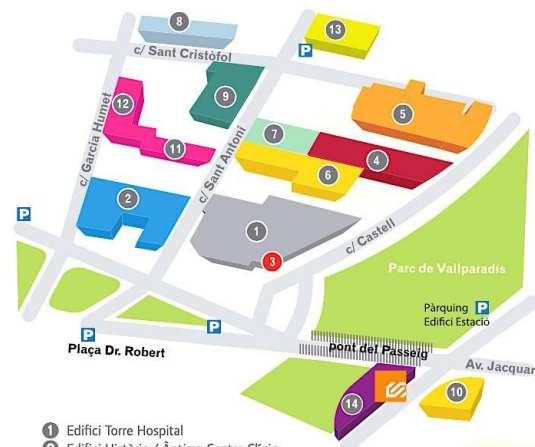 8
13
c/ Sant Cristòfol
P
12
9
5
c/ Garcia Humet
7
11
c/ Sant Antoni
4
6
2
1
c/ Castell
P
3
Parc de Vallparadís
Pàrquing P
Edifici Estació
P
P
Plaça Dr. Robert
pont del Passeig
Av. Jacquar
14
10
1 Edifici Torre Hospital